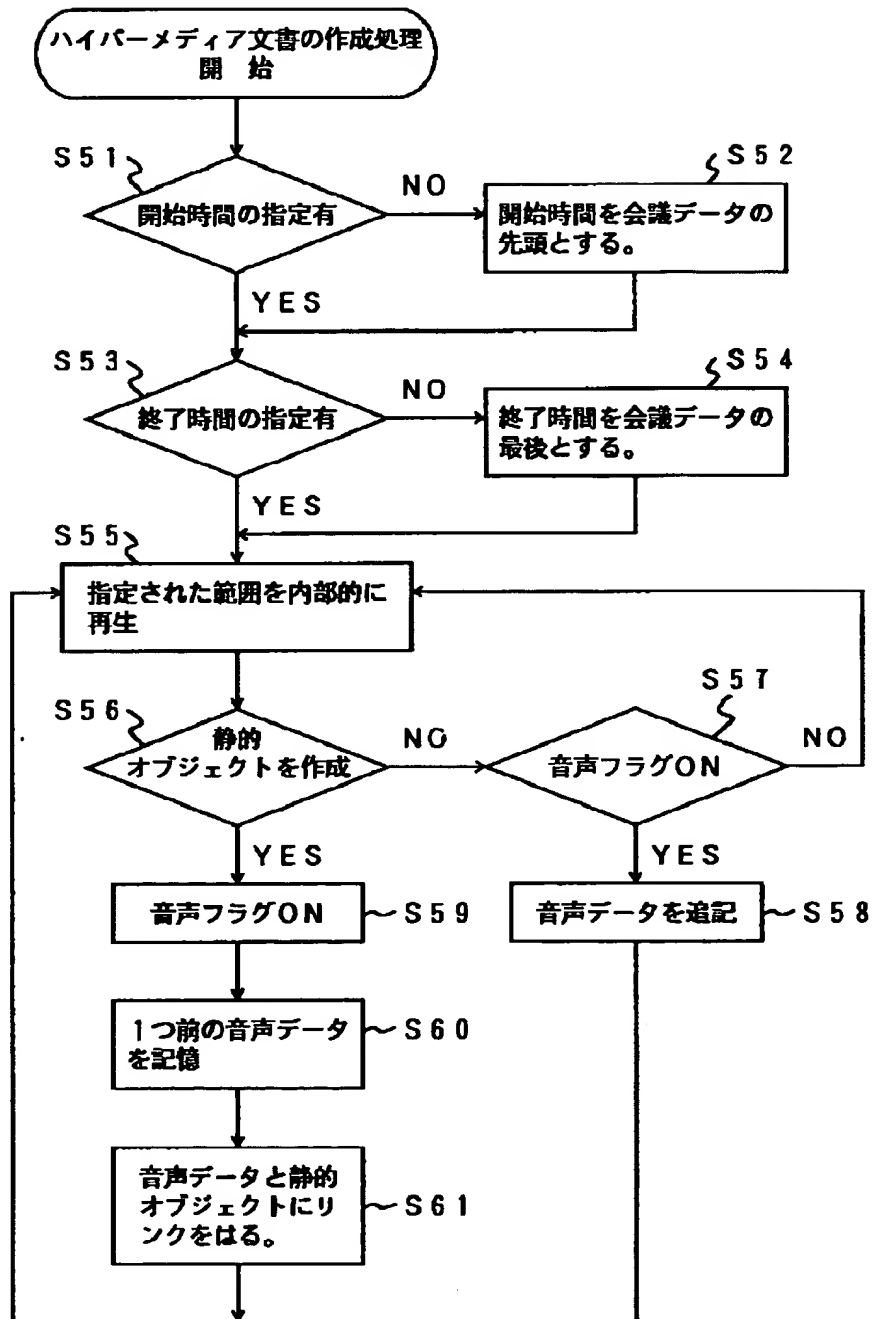 ハイパーメディア文書の作成処理
開 始
S51
開始時間の指定有
NO
S52
開始時間を会議データの
先頭とする。
YES
S53
終了時間の指定有
NO
S54
終了時間を会議データの
最後とする。
YES
S55
指定された範囲を内部的に
再生
S56
静的
オブジェクトを作成
NO
S57
音声フラグON
NO
YES
YES
音声フラグON
S59
音声データを追記
S58
1つ前の音声データ
を記憶
S60
音声データと静的
オブジェクトにリ
ンクをはる。
S61